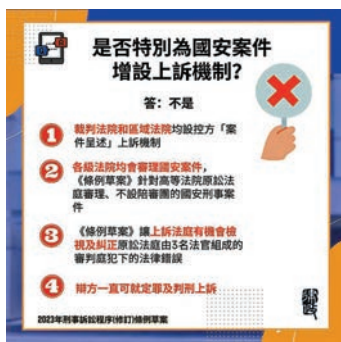 是否特別為國安案件
增設上訴機制?
答：不是
1 裁判法院和區域法院均設控方「案
件呈述」上訴機制
2 各級法院均會審理國安案件，
《條例草案》針對高等法院原訟法
庭審理、不設陪審團的國安刑事案
件
3 《條例草案》讓上訴法庭有機會檢
視及糾正原訟法庭由3名法官組成的
審判庭犯下的法律錯誤
4 辯方一直可就定罪及判刑上訴
2023年刑事訴訟程序(修訂)條例草案